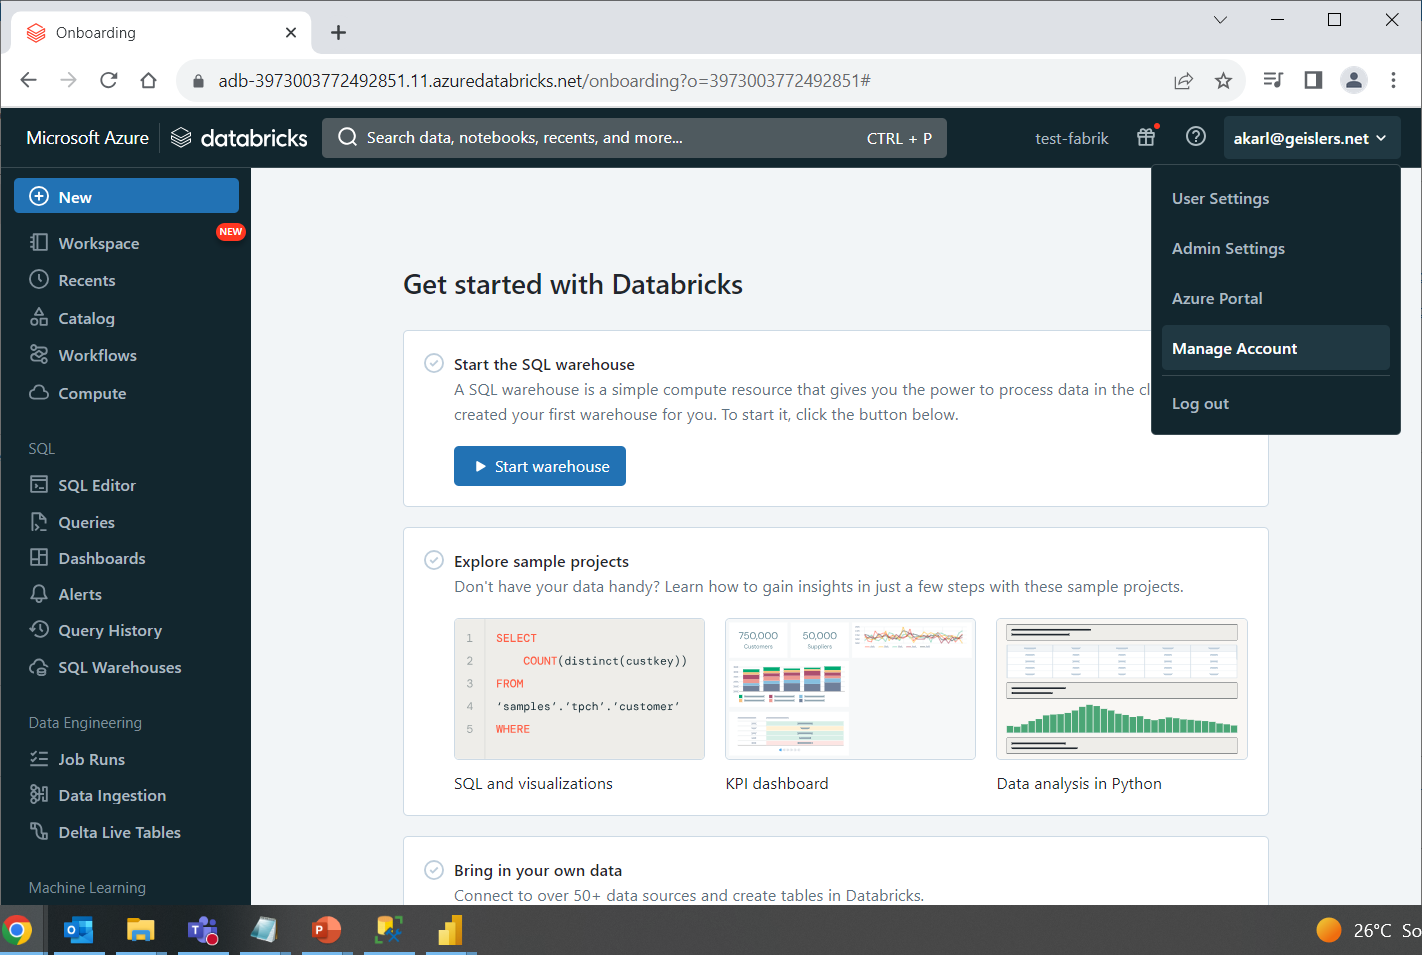 Onboarding
adb-3973003772492851.11.azuredatabricks.net/onboarding?o=3973003772492851#
Microsoft Azure
databricks
Search data, notebooks, recents, and more...
CTRL + P
test-fabrik
akarl@geislers.net
User Settings
Admin Settings
Azure Portal
Manage Account
Log out
New
Workspace
NEW
Recents
Catalog
Workflows
Compute
SQL
SQL Editor
Queries
Dashboards
Alerts
Query History
SQL Warehouses
Data Engineering
Job Runs
Data Ingestion
Delta Live Tables
Machine Learning
Get started with Databricks
Start the SQL warehouse
A SQL warehouse is a simple compute resource that gives you the power to process data in the cl
created your first warehouse for you. To start it, click the button below.
Start warehouse
Explore sample projects
Don't have your data handy? Learn how to gain insights in just a few steps with these sample projects.
1 SELECT
2 COUNT(distinct(custkey))
3 FROM
4 ‘samples’.‘tpch’.‘customer’
5 WHERE
SQL and visualizations
750,000
Customers
50,000
Suppliers
KPI dashboard
Data analysis in Python
Bring in your own data
Connect to over 50+ data sources and create tables in Databricks.
26°C So